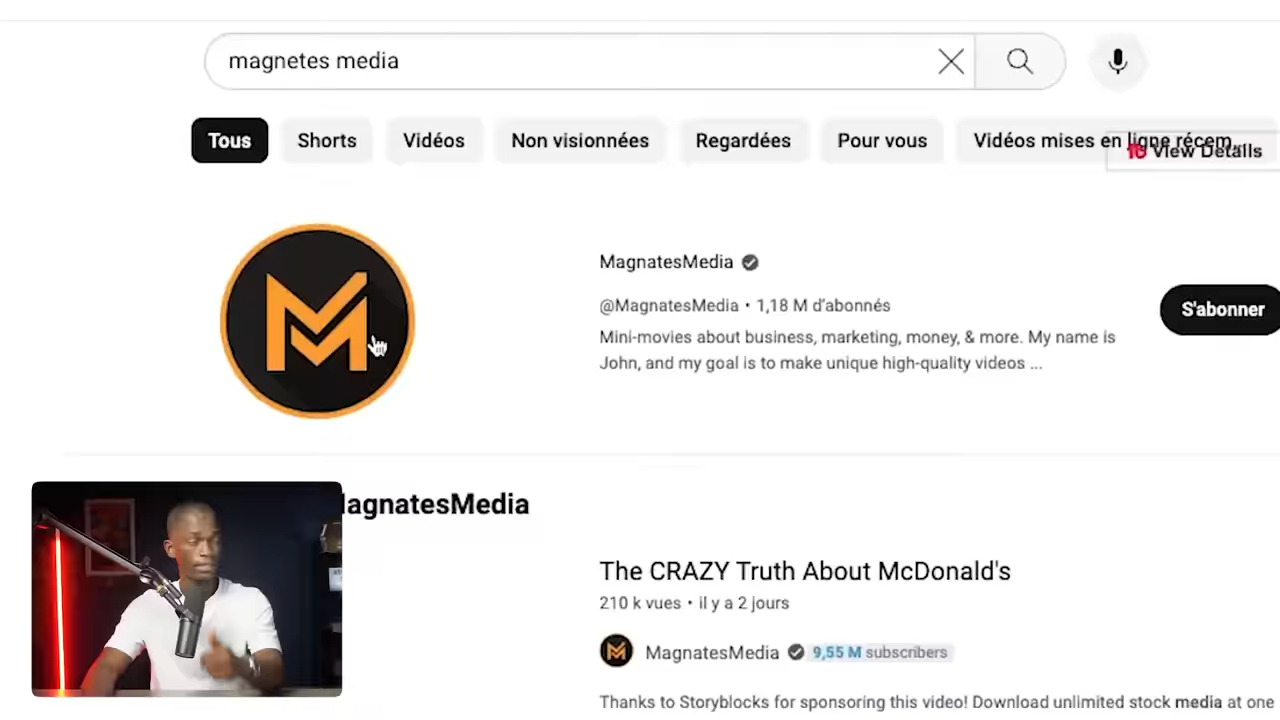 magnetes media
Tous
Shorts
Vidéos
Non visionnées
Regardées
Pour vous
Vidéos mises en ligne récem...
View Details
MagnatesMedia
@MagnatesMedia • 1,18 M d'abonnés
S'abonner
Mini-movies about business, marketing, money, & more. My name is
John, and my goal is to make unique high-quality videos ...
MagnatesMedia
The CRAZY Truth About McDonald's
210 k vues • il y a 2 jours
MagnatesMedia 9,55 M subscribers
Thanks to Storyblocks for sponsoring this video! Download unlimited stock media at one